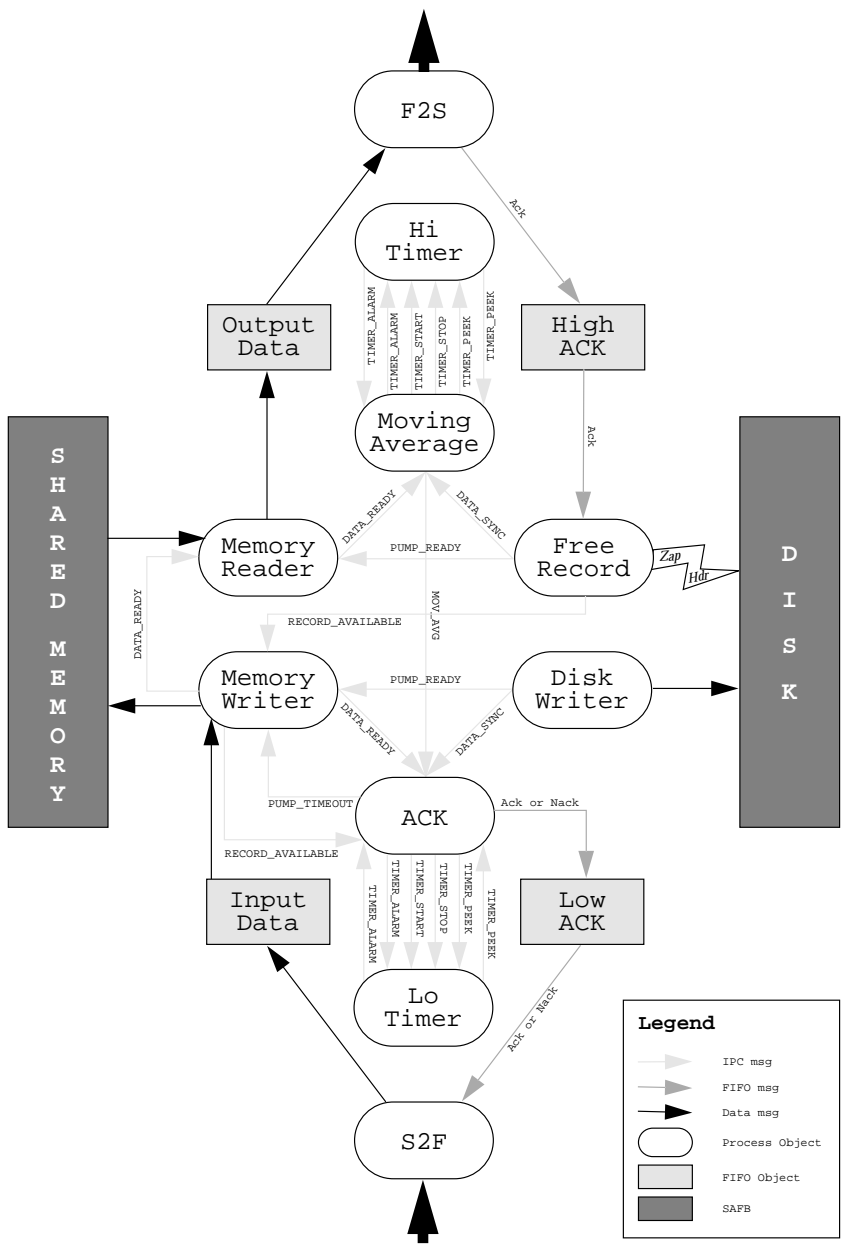 F2S
Ack
Hi
Timer
TIMER_ALARM
TIMER_ALARM
TIMER_START
TIMER_STOP
TIMER_PEEK
TIMER_PEEK
Output
Data
High
ACK
Moving
Average
Ack
SHARED MEMORY
DISK
DATA_READY
DATA_SYNC
Memory
Reader
PUMP_READY
Free
Record
Zap
Hdr
DATA_READY
RECORD_AVAILABLE
MOV_AVG
Memory
Writer
PUMP_READY
Disk
Writer
DATA_READY
DATA_SYNC
PUMP_TIMEOUT
ACK
Ack or Nack
RECORD_AVAILABLE
TIMER_ALARM
TIMER_ALARM
TIMER_START
TIMER_STOP
TIMER_PEEK
TIMER_PEEK
Input
Data
Low
ACK
Lo
Timer
Ack or Nack
S2F
Legend
IPC msg
FIFO msg
Data msg
Process Object
FIFO Object
SAFB